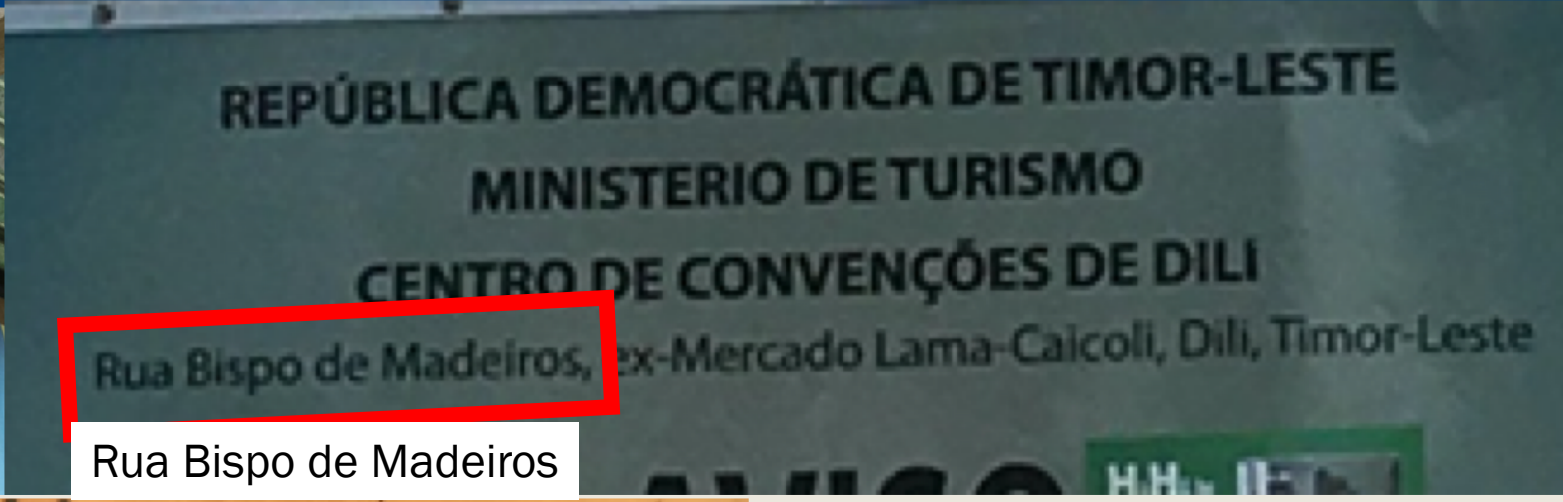 REPÚBLICA DEMOCRÁTICA DE TIMOR-LESTE
MINISTERIO DE TURISMO
CENTRO DE CONVENÇÕES DE DILI
Rua Bispo de Madeiros, ex-Mercado Lama-Caicoli, Dili, Timor-Leste
Rua Bispo de Madeiros
AVISO